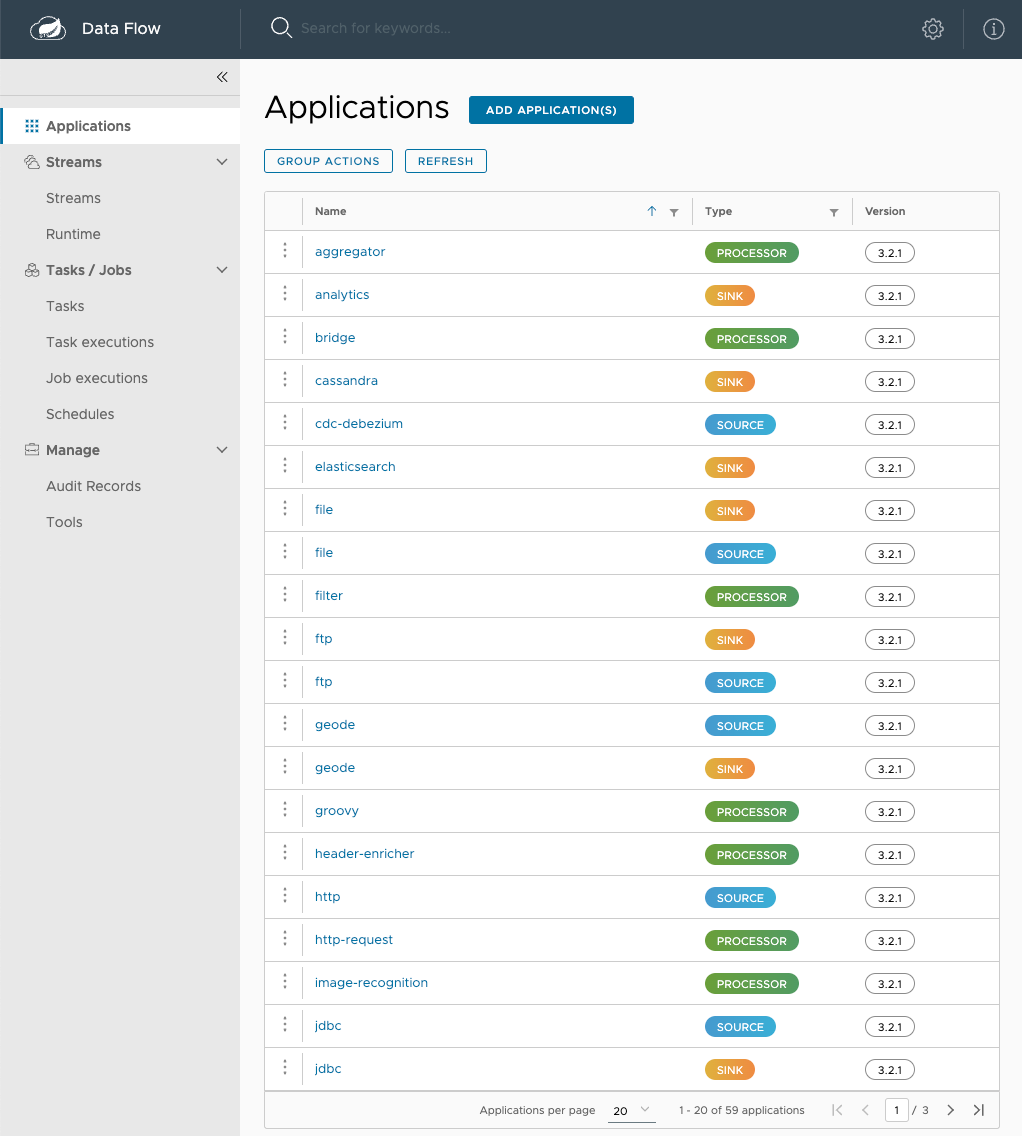 Data Flow
Search for keywords...
Applications
Streams
Streams
Runtime
Tasks / Jobs
Tasks
Task executions
Job executions
Schedules
Manage
Audit Records
Tools
Applications ADD APPLICATION(S)
GROUP ACTIONS REFRESH
Name Type Version
aggregator PROCESSOR 3.2.1
analytics SINK 3.2.1
bridge PROCESSOR 3.2.1
cassandra SINK 3.2.1
cdc-debezium SOURCE 3.2.1
elasticsearch SINK 3.2.1
file SINK 3.2.1
file SOURCE 3.2.1
filter PROCESSOR 3.2.1
ftp SINK 3.2.1
ftp SOURCE 3.2.1
geode SOURCE 3.2.1
geode SINK 3.2.1
groovy PROCESSOR 3.2.1
header-enricher PROCESSOR 3.2.1
http SOURCE 3.2.1
http-request PROCESSOR 3.2.1
image-recognition PROCESSOR 3.2.1
jdbc SOURCE 3.2.1
jdbc SINK 3.2.1
Applications per page 20 1 - 20 of 59 applications 1 / 3